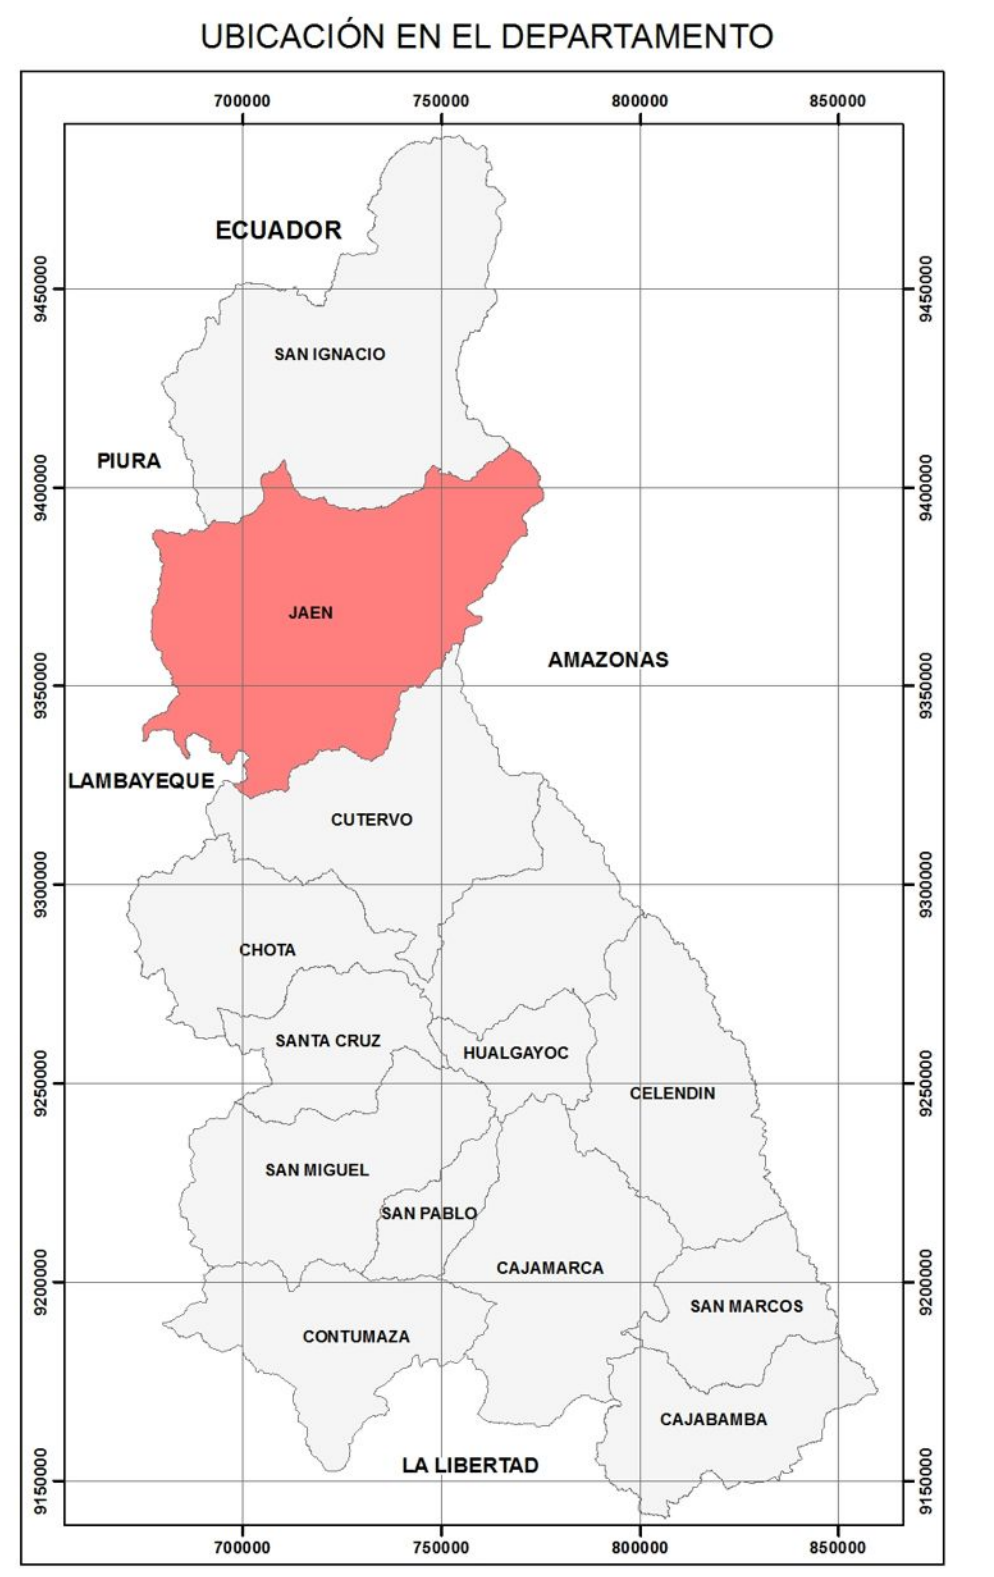 UBICACIÓN EN EL DEPARTAMENTO
700000 750000 800000 850000
ECUADOR
9450000 9450000
SAN IGNACIO
PIURA
9400000 9400000
JAEN
AMAZONAS
9350000 9350000
LAMBAYEQUE
CUTERVO
9300000 9300000
CHOTA
SANTA CRUZ
HUALGAYOC
9250000 9250000
CELENDIN
SAN MIGUEL
SAN PABLO
CAJAMARCA
9200000 9200000
SAN MARCOS
CONTUMAZA
CAJABAMBA
LA LIBERTAD
9150000 9150000
700000 750000 800000 850000